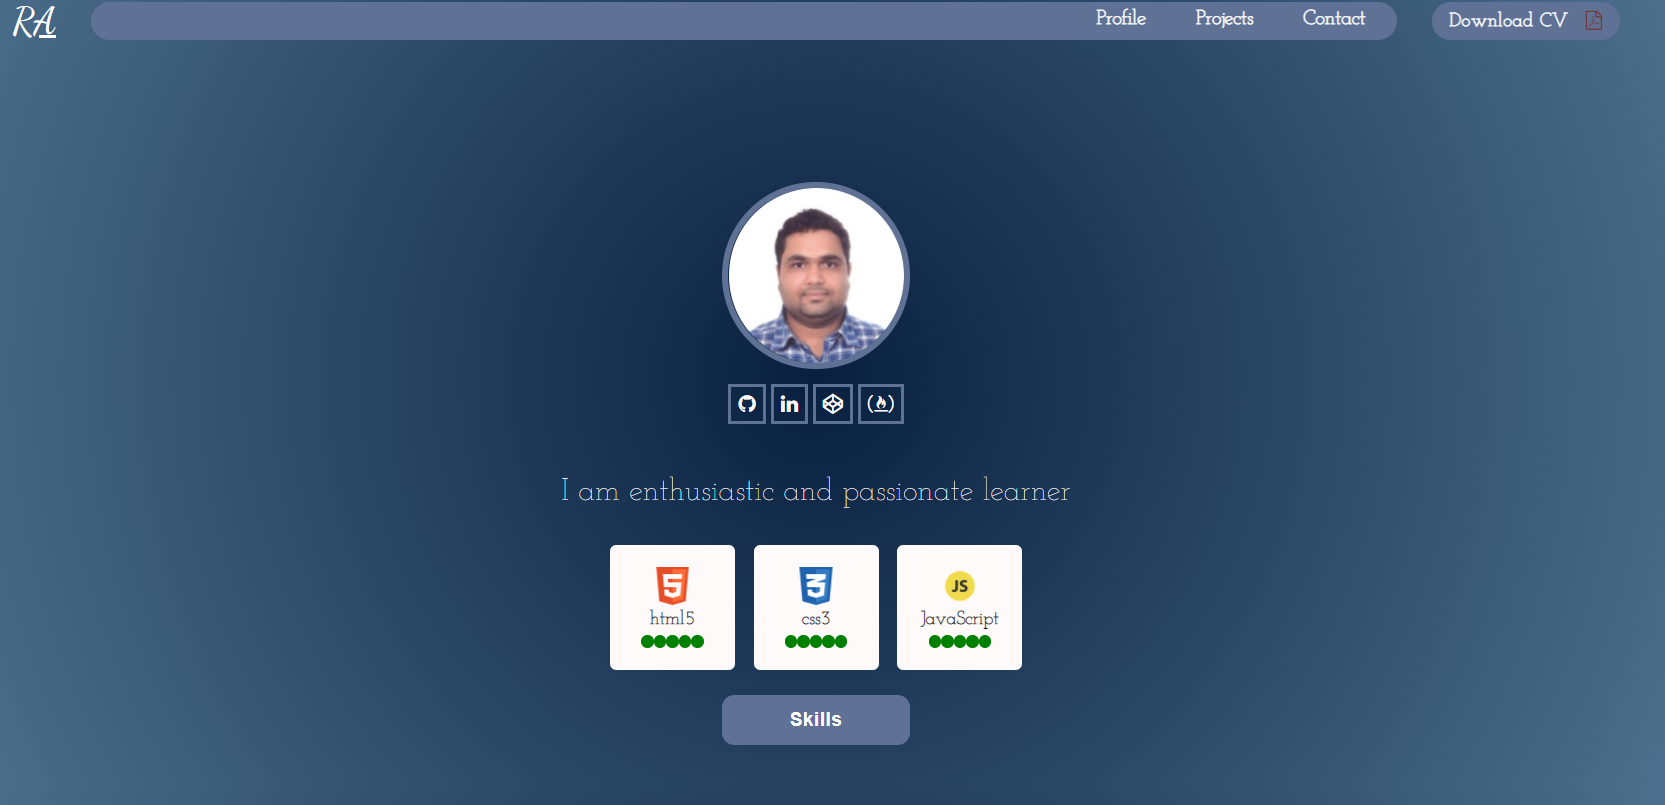 RA Profile Projects Contact Download CV
I am enthusiastic and passionate learner
5 3 JS
html5 css3 JavaScript
Skills